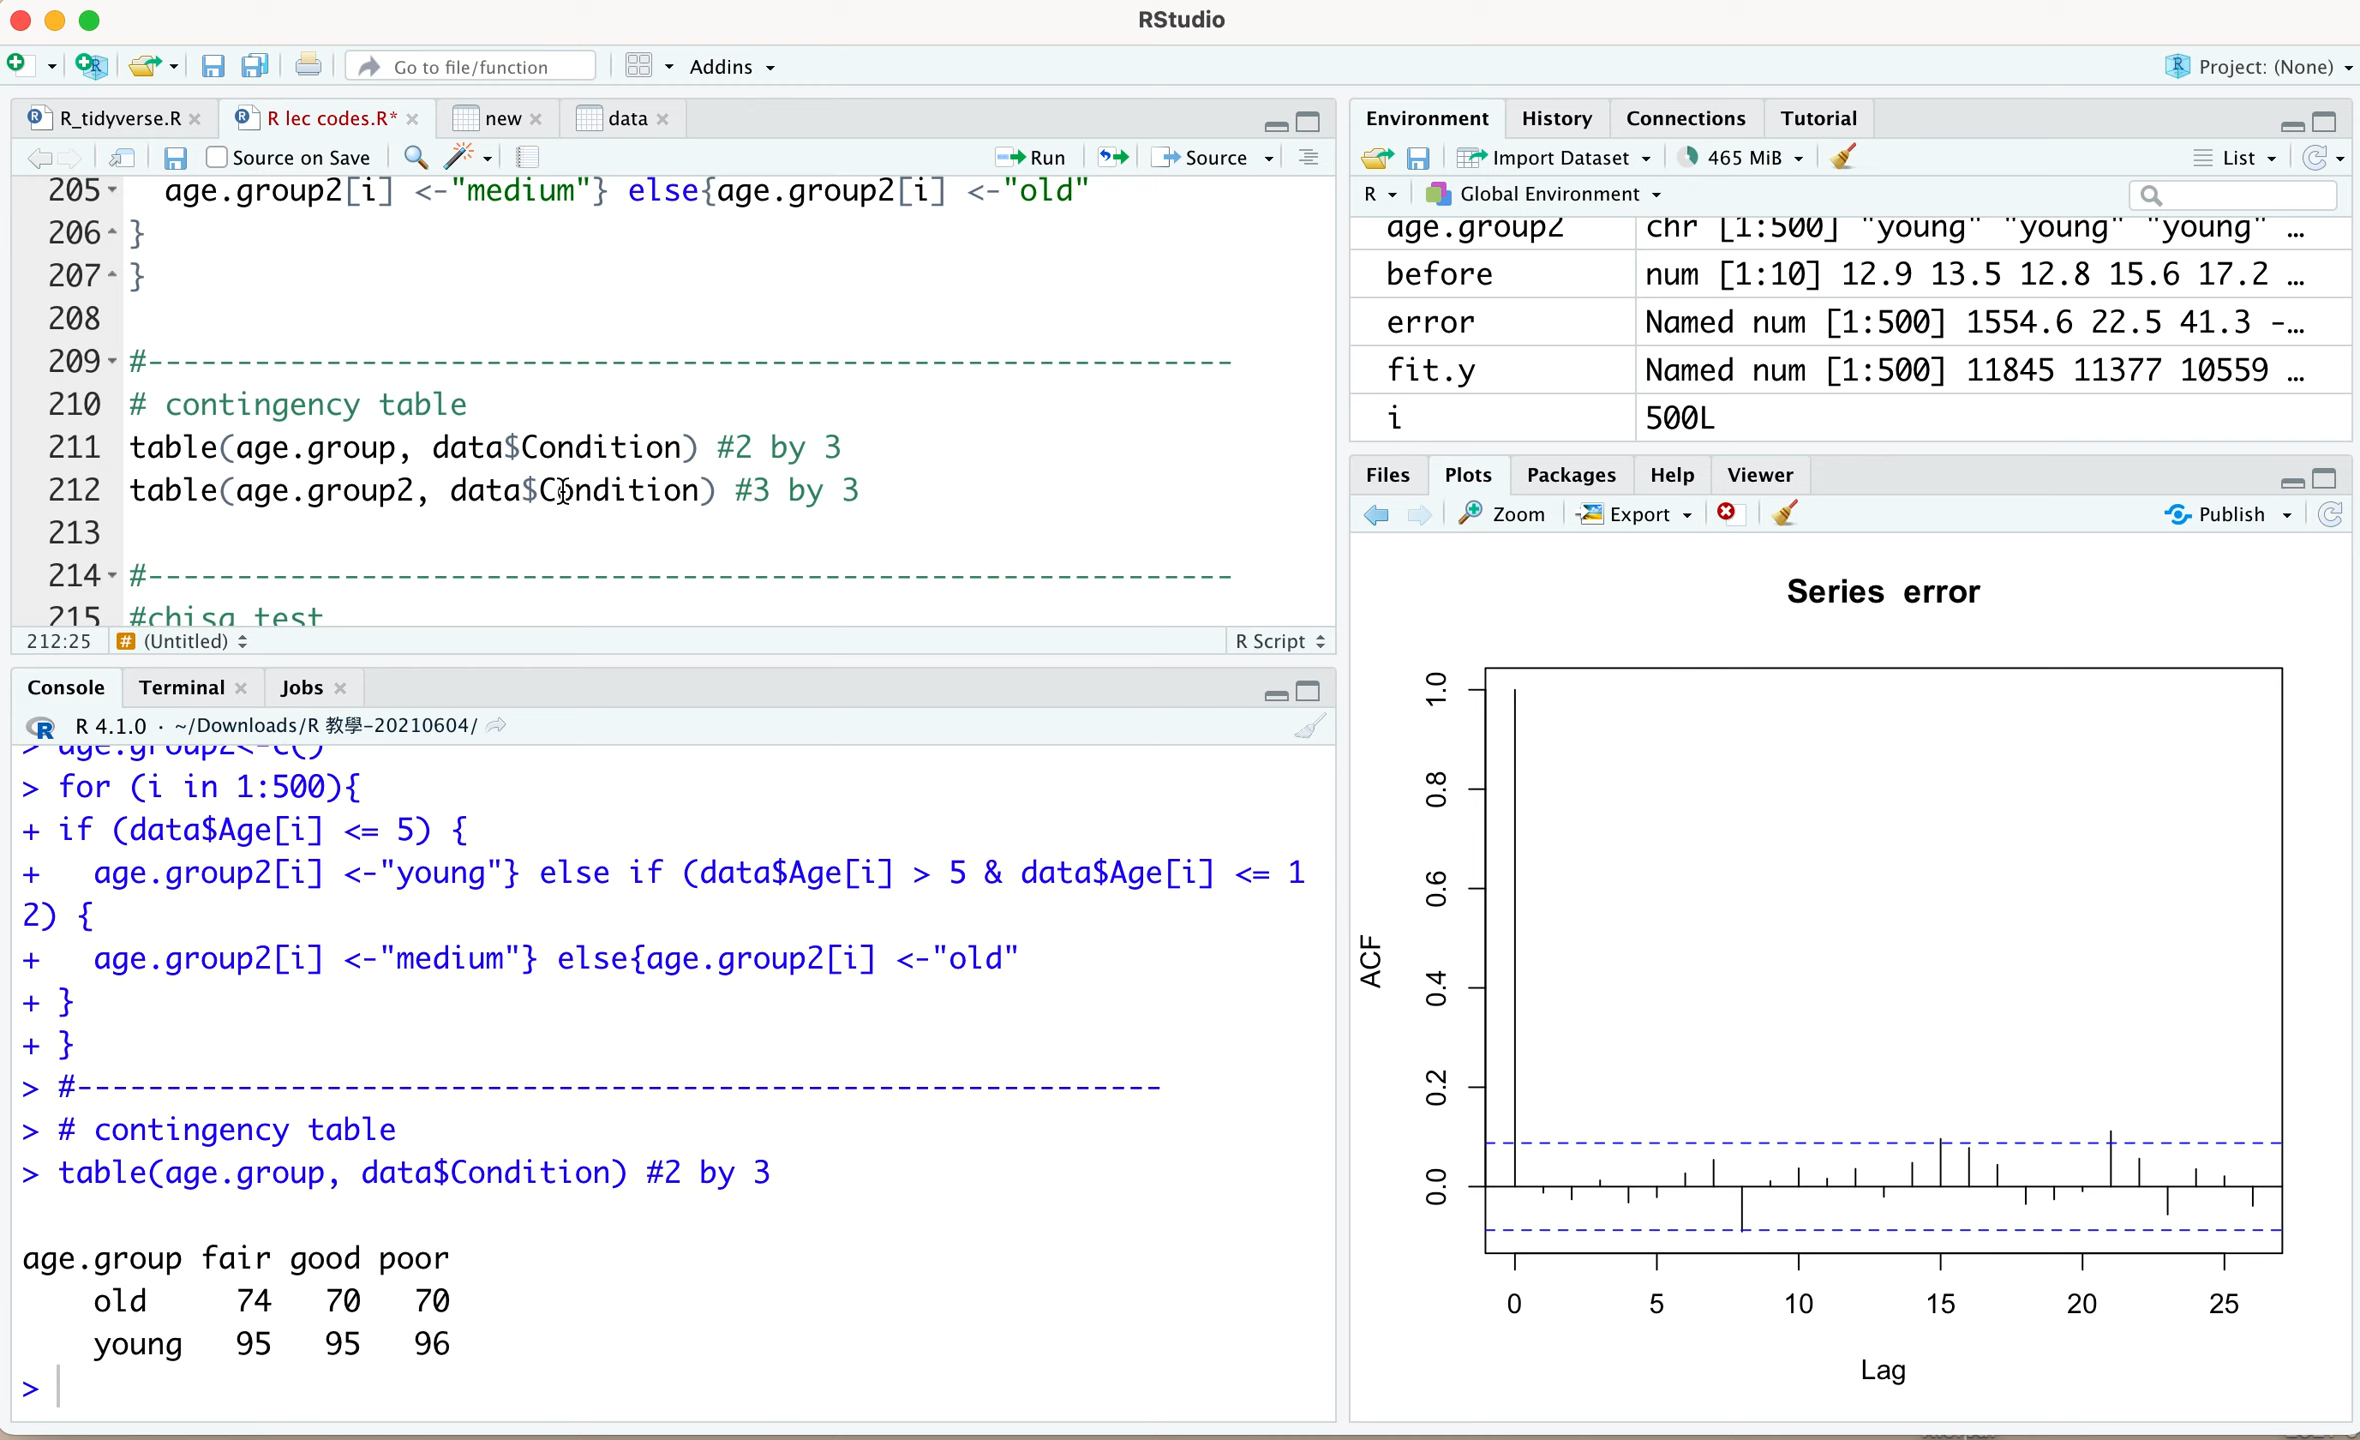 RStudio
Go to file/function
Addins
Project: (None)
R_tidyverse.R
R lec codes.R*
new
data
Source on Save
Run
Source
205 age.group2[i] <-"medium"} else{age.group2[i] <-"old"
206 }
207 }
208
209 #-------------------------------------------------------------
210 # contingency table
211 table(age.group, data$Condition) #2 by 3
212 table(age.group2, data$Condition) #3 by 3
213
214 #-------------------------------------------------------------
215 #chisq test
212:25 # (Untitled)
R Script
Console
Terminal
Jobs
R 4.1.0 · ~/Downloads/R 教學-20210604/
> age.group2<-c()
> for (i in 1:500){
+ if (data$Age[i] <= 5) {
+   age.group2[i] <-"young"} else if (data$Age[i] > 5 & data$Age[i] <= 1
2) {
+   age.group2[i] <-"medium"} else{age.group2[i] <-"old"
+ }
+ }
> #-------------------------------------------------------------
> # contingency table
> table(age.group, data$Condition) #2 by 3
age.group fair good poor
old 74 70 70
young 95 95 96
>
Environment
History
Connections
Tutorial
Import Dataset
465 MiB
List
R
Global Environment
age.group2 chr [1:500] "young" "young" "young" …
before num [1:10] 12.9 13.5 12.8 15.6 17.2 …
error Named num [1:500] 1554.6 22.5 41.3 -…
fit.y Named num [1:500] 11845 11377 10559 …
i 500L
Files
Plots
Packages
Help
Viewer
Zoom
Export
Publish
Series error
ACF
1.0
0.8
0.6
0.4
0.2
0.0
0 5 10 15 20 25
Lag